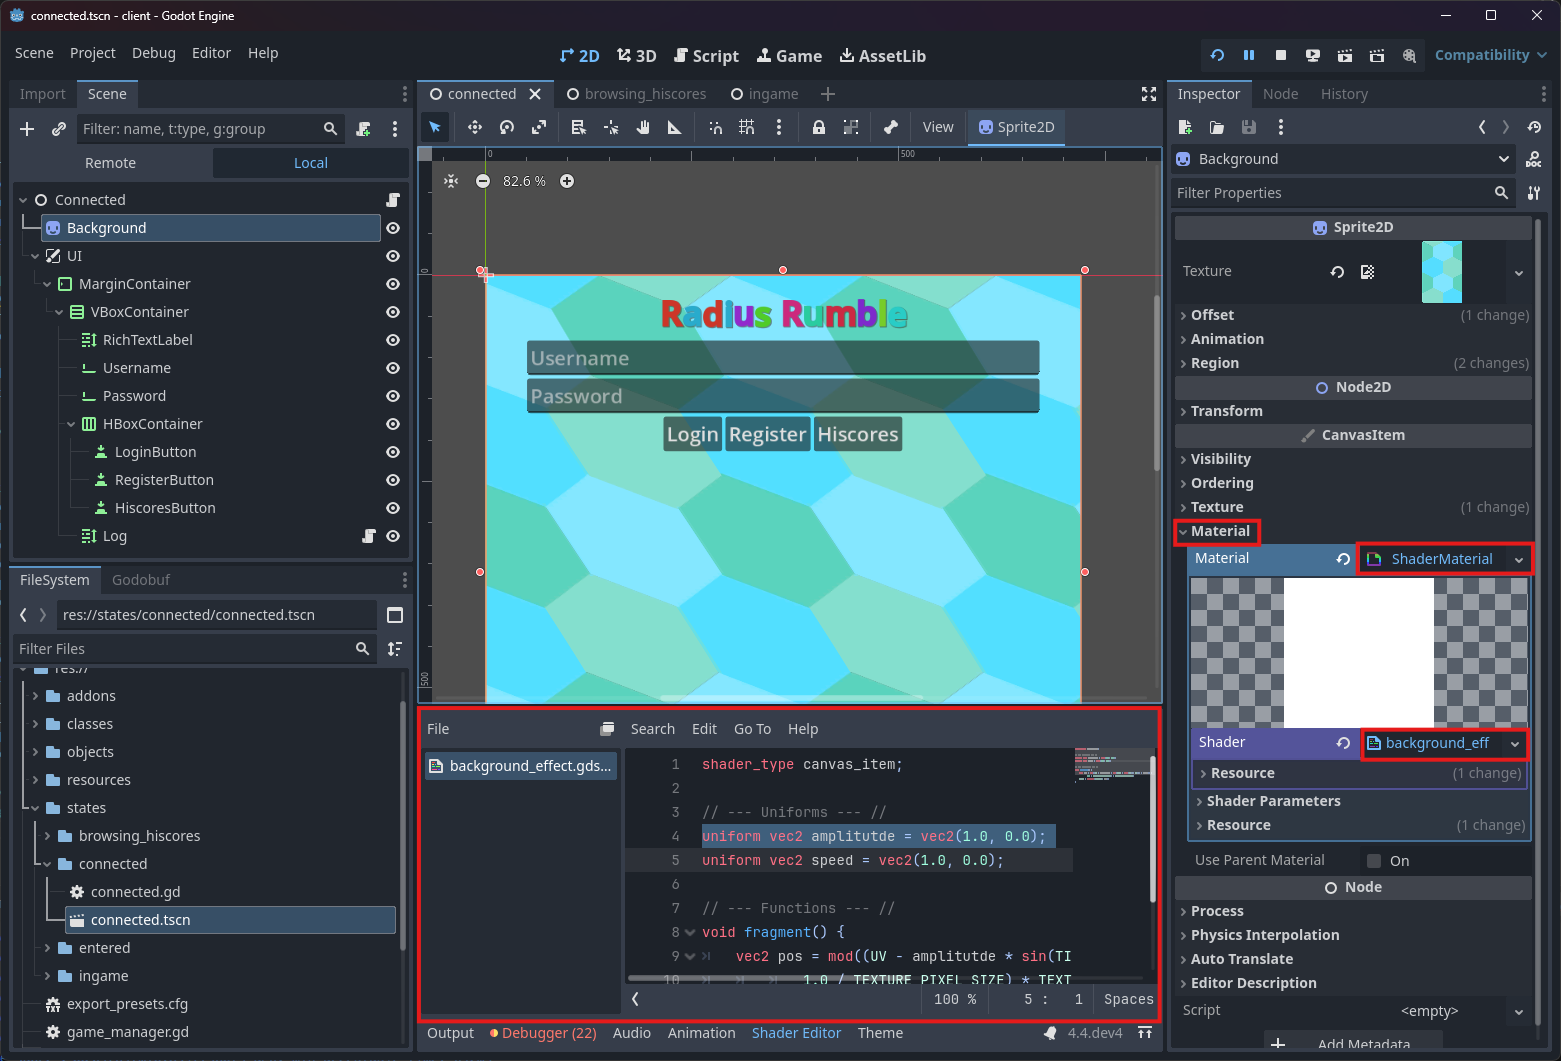 connected.tscn - client - Godot Engine
Scene Project Debug Editor Help
2D 3D Script Game AssetLib
Compatibility
Import Scene
Filter: name, t:type, g:group
Remote Local
Connected
Background
UI
MarginContainer
VBoxContainer
RichTextLabel
Username
Password
HBoxContainer
LoginButton
RegisterButton
HiscoresButton
Log
FileSystem Godobuf
res://states/connected/connected.tscn
Filter Files
res://
addons
classes
objects
resources
states
browsing_hiscores
connected
connected.gd
connected.tscn
entered
ingame
export_presets.cfg
game_manager.gd
connected browsing_hiscores ingame
View Sprite2D
0 500
82.6 %
0
500
Radius Rumble
Username
Password
Login Register Hiscores
File Search Edit Go To Help
background_effect.gds...
1 shader_type canvas_item;
2
3 // --- Uniforms --- //
4 uniform vec2 amplitutde = vec2(1.0, 0.0);
5 uniform vec2 speed = vec2(1.0, 0.0);
6
7 // --- Functions --- //
8 void fragment() {
9 vec2 pos = mod((UV - amplitutde * sin(TI
10 1.0 / TEXTURE_PIXEL_SIZE) * TEXT
100 % 5 : 1 Spaces
Output Debugger (22) Audio Animation Shader Editor Theme 4.4.dev4
Inspector Node History
Background
DOC
Filter Properties
Sprite2D
Texture
Offset (1 change)
Animation
Region (2 changes)
Node2D
Transform
CanvasItem
Visibility
Ordering
Texture (1 change)
Material
Material ShaderMaterial
Shader background_eff
Resource (1 change)
Shader Parameters
Resource (1 change)
Use Parent Material On
Node
Process
Physics Interpolation
Auto Translate
Editor Description
Script <empty>
Add Metadata